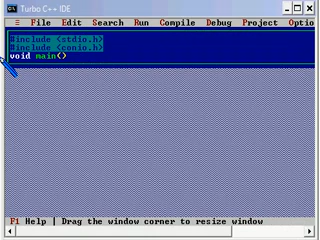 Turbo C++ IDE
≡ File Edit Search Run Compile Debug Project Optio
#include <stdio.h>
#include <conio.h>
void main()
F1 Help | Drag the window corner to resize window